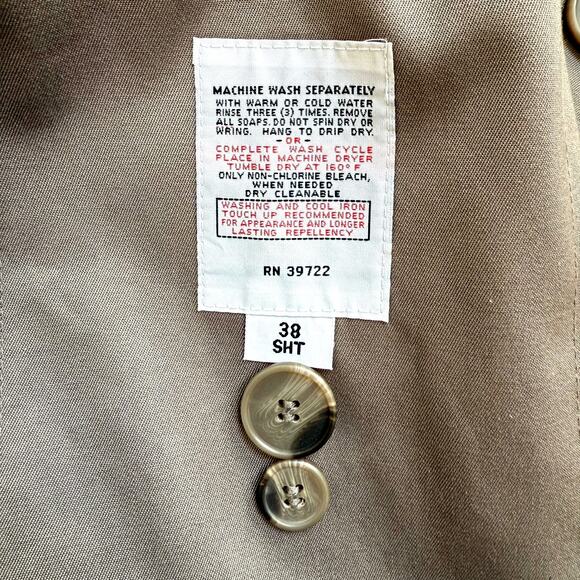 MACHINE WASH SEPARATELY
WITH WARM OR COLD WATER
RINSE THREE (3) TIMES. REMOVE
ALL SOAPS. DO NOT SPIN DRY OR
WRING. HANG TO DRIP DRY.
-OR-
COMPLETE WASH CYCLE
PLACE IN MACHINE DRYER
TUMBLE DRY AT 160° F
ONLY NON-CHLORINE BLEACH,
WHEN NEEDED
DRY CLEANABLE
WASHING AND COOL IRON
TOUCH UP RECOMMENDED
FOR APPEARANCE AND LONGER
LASTING REPELLENCY
RN 39722
38
SHT